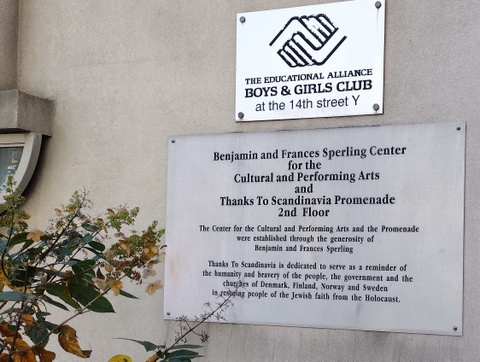 THE EDUCATIONAL ALLIANCE
BOYS & GIRLS CLUB
at the 14th street Y
Benjamin and Frances Sperling Center
for the
Cultural and Performing Arts
and
Thanks To Scandinavia Promenade
2nd Floor
The Center for the Cultural and Performing Arts and the Promenade
were established through the generosity of
Benjamin and Frances Sperling
Thanks To Scandinavia is dedicated to serve as a reminder of
the humanity and bravery of the people, the government and the
churches of Denmark, Finland, Norway and Sweden
in rescuing people of the Jewish faith from the Holocaust.